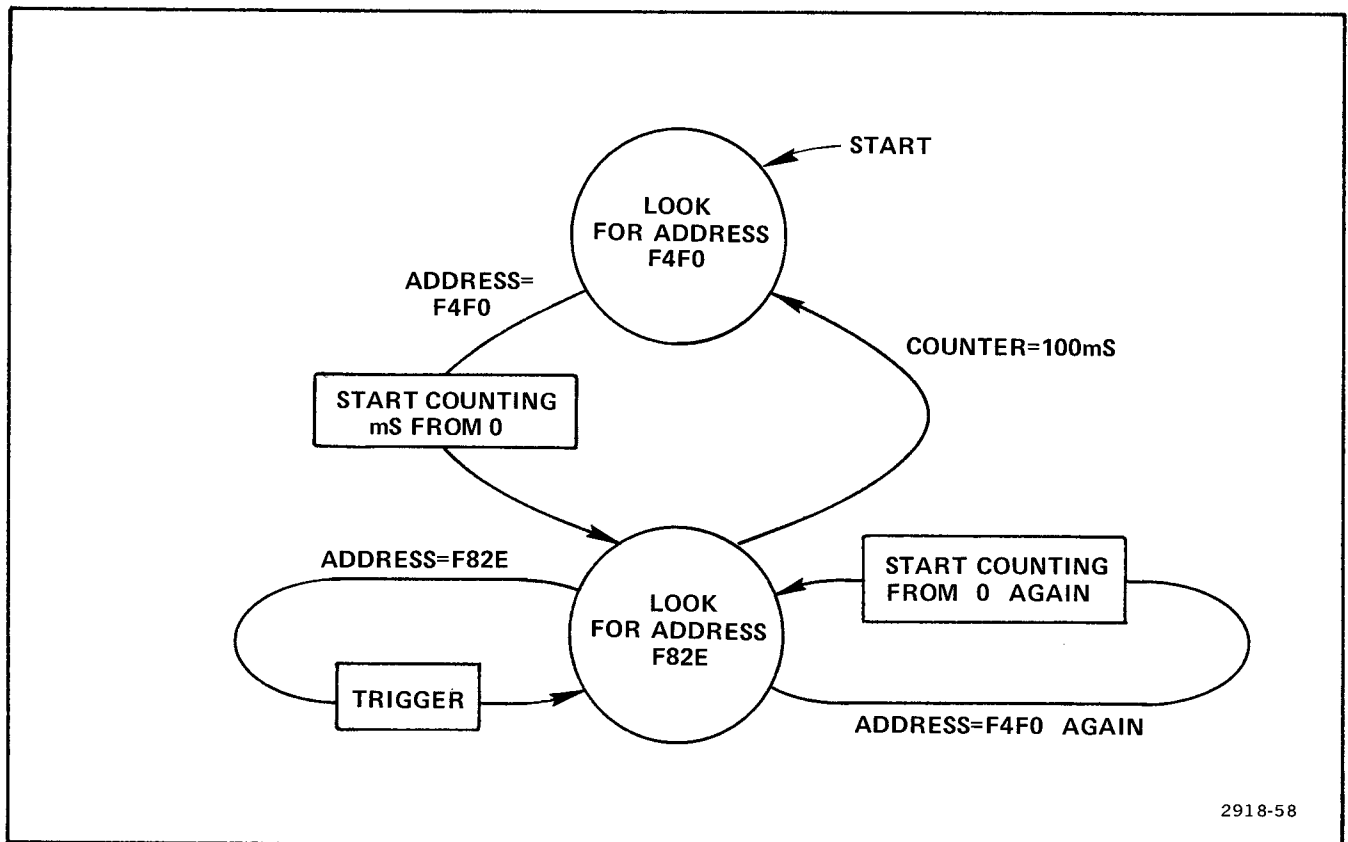 START
LOOK
FOR ADDRESS
F4F0
ADDRESS=
F4F0
COUNTER=100mS
START COUNTING
mS FROM 0
ADDRESS=F82E
START COUNTING
FROM 0 AGAIN
LOOK
FOR ADDRESS
F82E
TRIGGER
ADDRESS=F4F0 AGAIN
2918-58